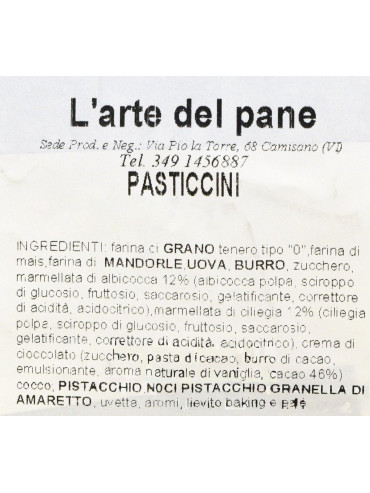 L'arte del pane
Sede Prod. e Neg.: Via Pio la Torre, 68 Camisano (VI)
Tel. 349 1456887
PASTICCINI
INGREDIENTI: farina di GRANO tenero tipo "0",farina di
mais,farina di MANDORLE,UOVA, BURRO, zucchero,
marmellata di albicocca 12% (albicocca polpa, sciroppo
di glucosio, fruttosio, saccarosio, gelatificante, correttore
di acidità, acidocitrico),marmellata di ciliegia 12% (ciliegia
polpa, sciroppo di glucosio, fruttosio, saccarosio,
gelatificante, correttore di acidità, acidocitrico), crema di
cioccolato (zucchero, pasta di cacao, burro di cacao,
emulsionante, aroma naturale di vaniglia, cacao 46%)
cocco, PISTACCHIO,NOCI PISTACCHIO GRANELLA DI
AMARETTO, uvetta, aromi, lievito baking e